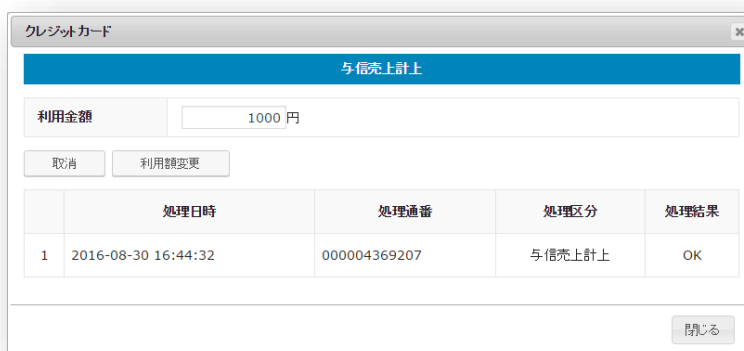 クレジットカード
与信売上計上
利用金額 1000 円
取消 利用額変更
処理日時 処理通番 処理区分 処理結果
1 2016-08-30 16:44:32 000004369207 与信売上計上 OK
閉じる